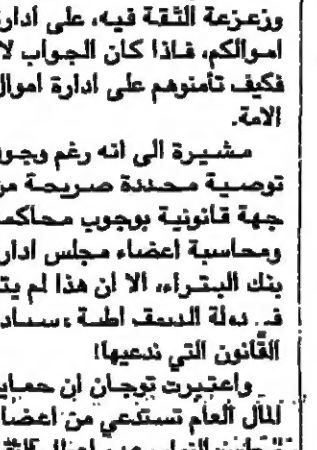 وزعزعة الثقة فيه، على ادارة
اموالكم، فاذا كان الجواب لا
فكيف تأمنوهم على ادارة اموال
الامة.
مشيرة الى انه رغم وجود
توصية محددة صريحة من
جهة قانونية بوجوب محاكمة
ومحاسبة اعضاء مجلس ادارة
بنك البتراء، الا ان هذا لم يتم
في دولة الديمقراطية وسيادة
القانون التي ندعيها!
واعتبرت توجان ان حماية
المال العام تستدعي من اعضاء